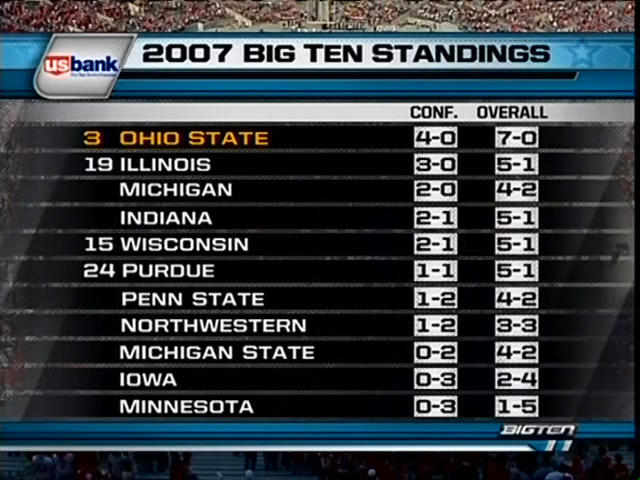 usbank
2007 BIG TEN STANDINGS
CONF. OVERALL
3 OHIO STATE 4-0 7-0
19 ILLINOIS 3-0 5-1
MICHIGAN 2-0 4-2
INDIANA 2-1 5-1
15 WISCONSIN 2-1 5-1
24 PURDUE 1-1 5-1
PENN STATE 1-2 4-2
NORTHWESTERN 1-2 3-3
MICHIGAN STATE 0-2 4-2
IOWA 0-3 2-4
MINNESOTA 0-3 1-5
BIG TEN
11